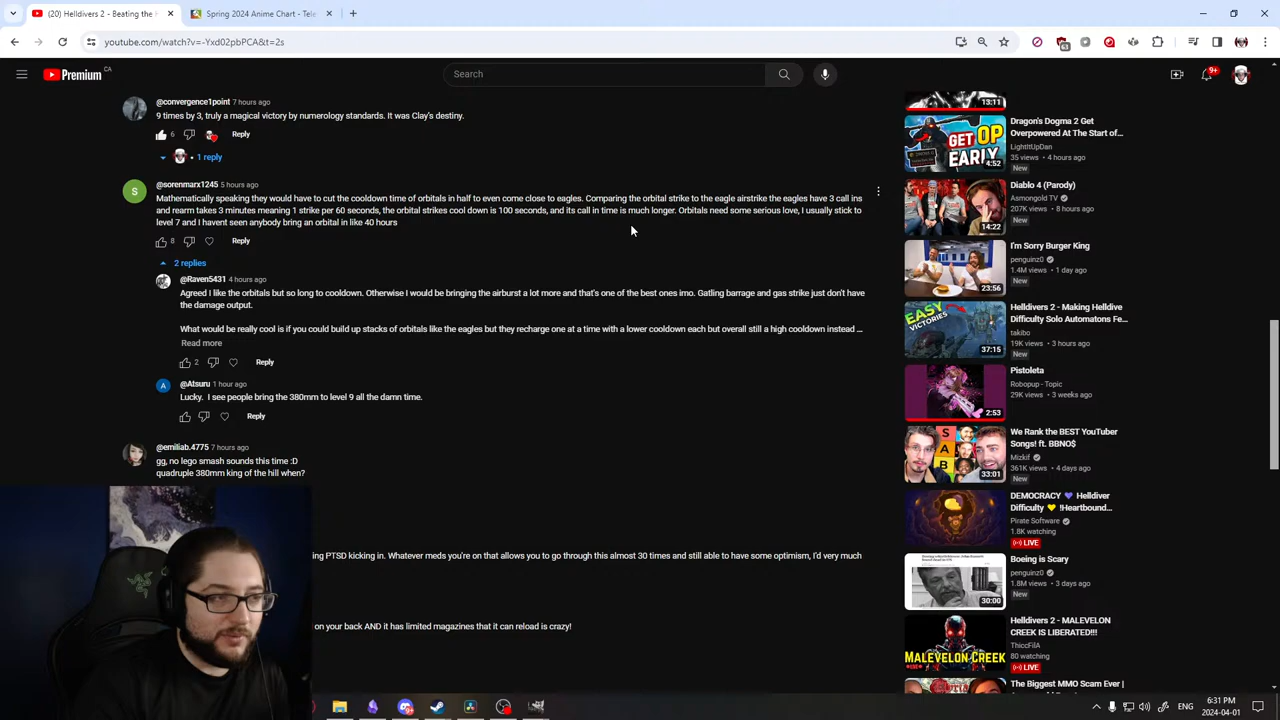 (20) Helldivers 2 - Beating the
Spring 2024 Anime Chart - Tele
youtube.com/watch?v=-Yxd02pbPCA&t=2s
63
Premium CA
Search
9+
@convergence1point 7 hours ago
9 times by 3, truly a magical victory by numerology standards. It was Clay's destiny.
6 Reply
1 reply
S
@sorenmarx1245 5 hours ago
Mathematically speaking they would have to cut the cooldown time of orbitals in half to even come close to eagles. Comparing the orbital strike to the eagle airstrike the eagles have 3 call ins
and rearm takes 3 minutes meaning 1 strike per 60 seconds, the orbital strikes cool down is 100 seconds and its call in time is much longer. Orbitals need some serious love, I usually stick to
level 7 and I havent seen anybody bring an orbital in like 40 hours
8 Reply
2 replies
@Raven5431 4 hours ago
Agreed I like the orbitals but they have too long to cooldown. Otherwise I would be bringing the airburst a lot more as that's one of the best ones imo. Gatling barrage and gas strike just don't have
the damage output.
What would be really cool is if you could build up stacks of orbitals like the eagles but they recharge one at a time with a lower cooldown each but overall still a high cooldown instead ...
Read more
2 Reply
A
@Atsuru 1 hour ago
Lucky. I see people bring the 380mm to level 9 all the damn time.
Reply
@emiliab.4775 7 hours ago
gg, no lego smash sounds this time :D
quadruple 380mm king of the hill when?
TSD kicking in. Whatever meds you're on that allows you to go through this almost 30 times and still able to have some optimism, I'd very much
on your back AND it has limited magazines that it can reload is crazy!
13:11
GET OP
EARLY
4:52
Dragon's Dogma 2 Get
Overpowered At The Start of...
LightItUpDan
35 views • 4 hours ago
New
14:22
Diablo 4 (Parody)
Asmongold TV
207K views • 8 hours ago
New
23:56
I'm Sorry Burger King
penguinz0
1.4M views • 1 day ago
New
EASY
VICTORIES
37:15
Helldivers 2 - Making Helldive
Difficulty Solo Automatons Fe...
takibo
19K views • 3 hours ago
New
2:53
Pistoleta
Robopup - Topic
29K views • 3 weeks ago
S
A
B
33:01
We Rank the BEST YouTuber
Songs! ft. BBNO$
Mizkif
361K views • 4 days ago
New
DEMOCRACY 💜 Helldiver
Difficulty 💛 !Heartbound...
Pirate Software
1.8K watching
LIVE
30:00
Boeing is Scary
penguinz0
1.8M views • 3 days ago
New
MALEVELON CREEK
Helldivers 2 - MALEVELON
CREEK IS LIBERATED!!!
ThiccFilA
80 watching
LIVE
The Biggest MMO Scam Ever |
ENG
6:31 PM
2024-04-01